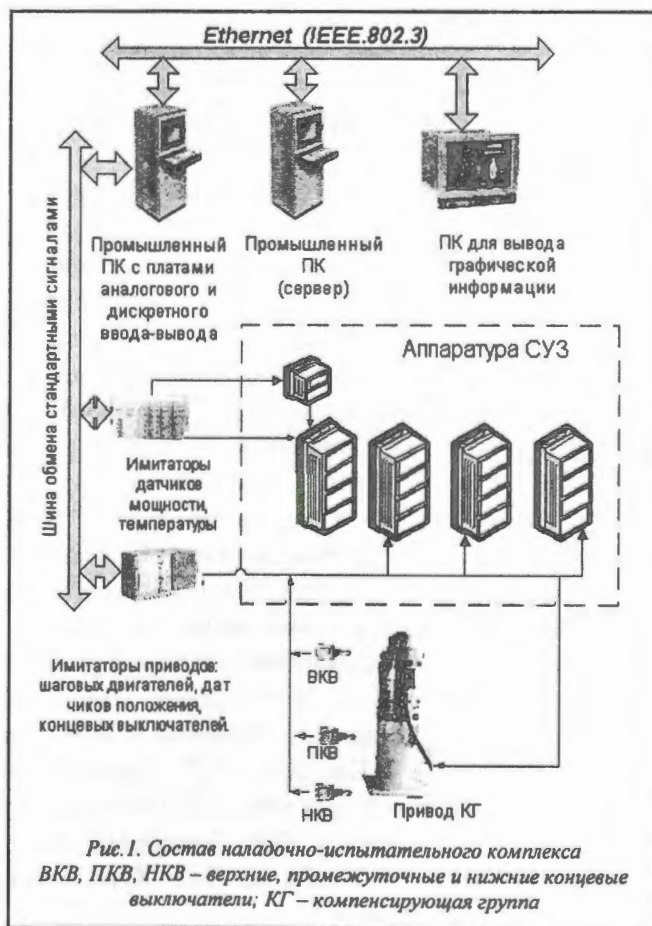 Ethernet (IEEE.802.3)
Шина обмена стандартными сигналами
Промышленный
ПК с платами
аналогового и
дискретного
ввода-вывода
Промышленный
ПК
(сервер)
ПК для вывода
графической
информации
Аппаратура СУЗ
Имитаторы
датчиков
мощности,
температуры
Имитаторы приводов:
шаговых двигателей, дат
чиков положения,
концевых выключателей.
ВКВ
ПКВ
НКВ
Привод КГ
Рис.1. Состав наладочно-испытательного комплекса
ВКВ, ПКВ, НКВ – верхние, промежуточные и нижние концевые
выключатели; КГ – компенсирующая группа